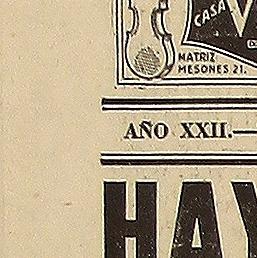 CASA
MATRIZ
MESONES 21.
AÑO XXII.—
HAY